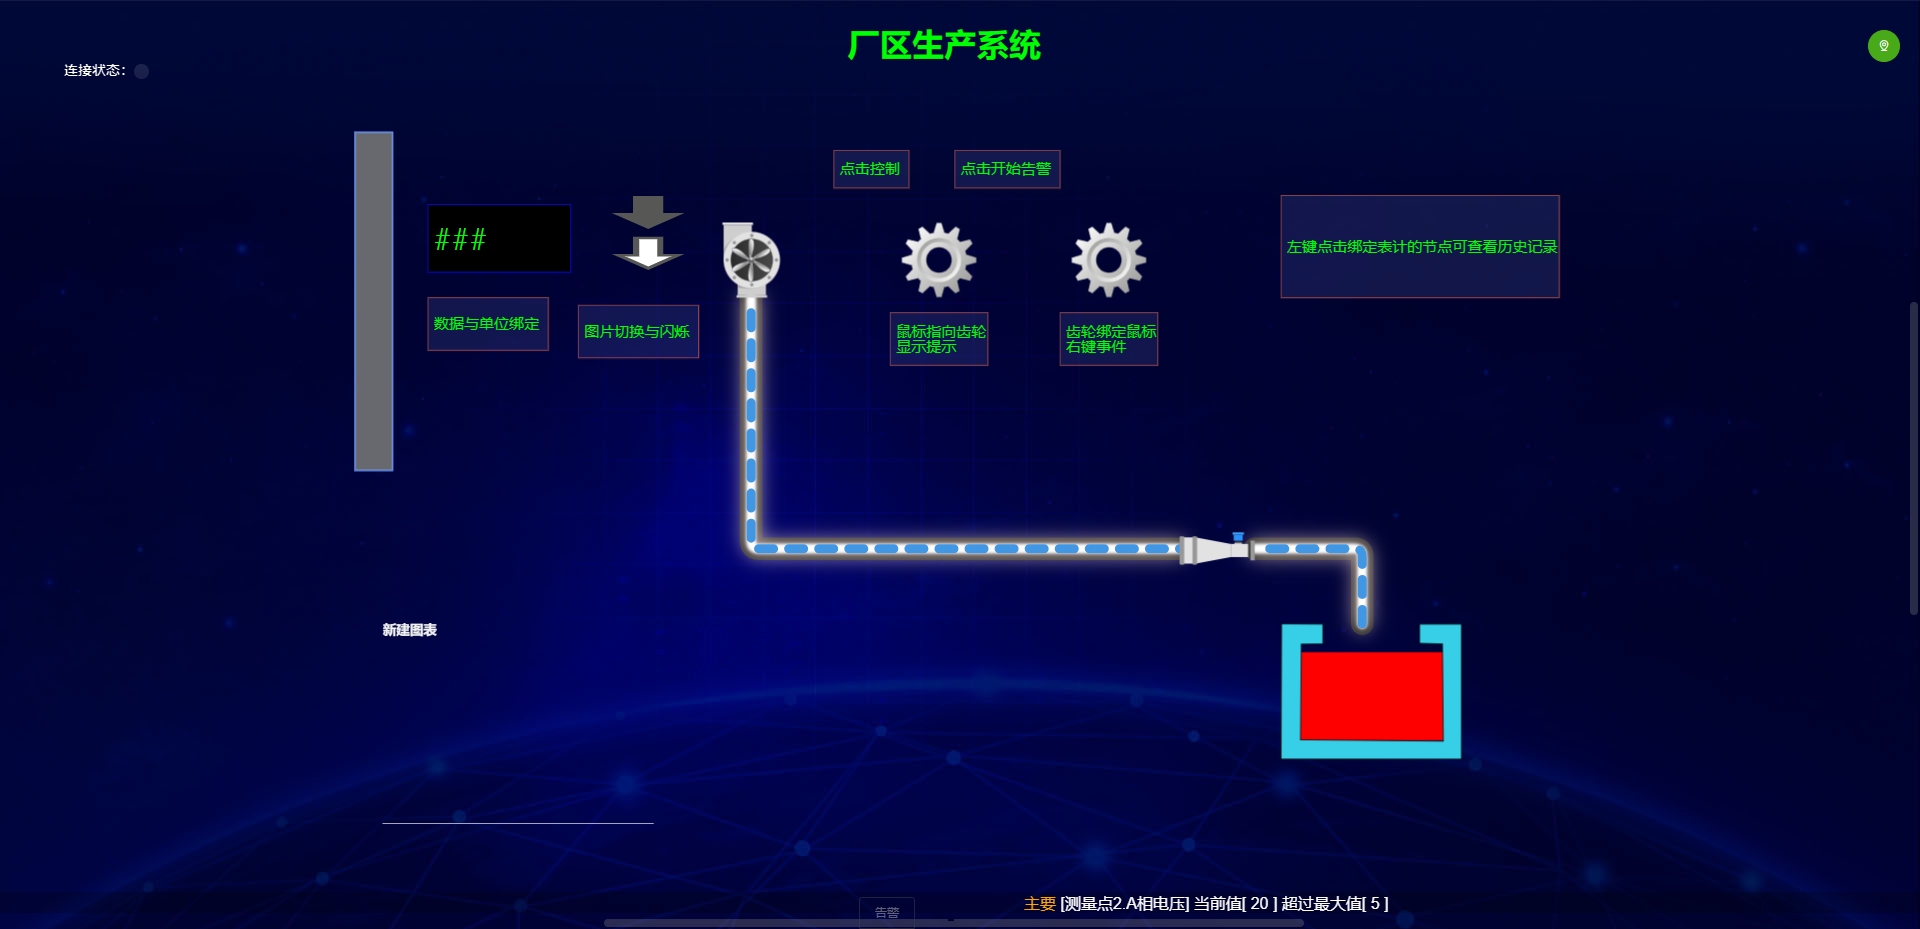 厂区生产系统
连接状态：
点击控制
点击开始告警
###
左键点击绑定表计的节点可查看历史记录
数据与单位绑定
图片切换与闪烁
鼠标指向齿轮
显示提示
齿轮绑定鼠标
右键事件
新建图表
主要 [测量点2.A相电压] 当前值[ 20 ] 超过最大值[ 5 ]
告警